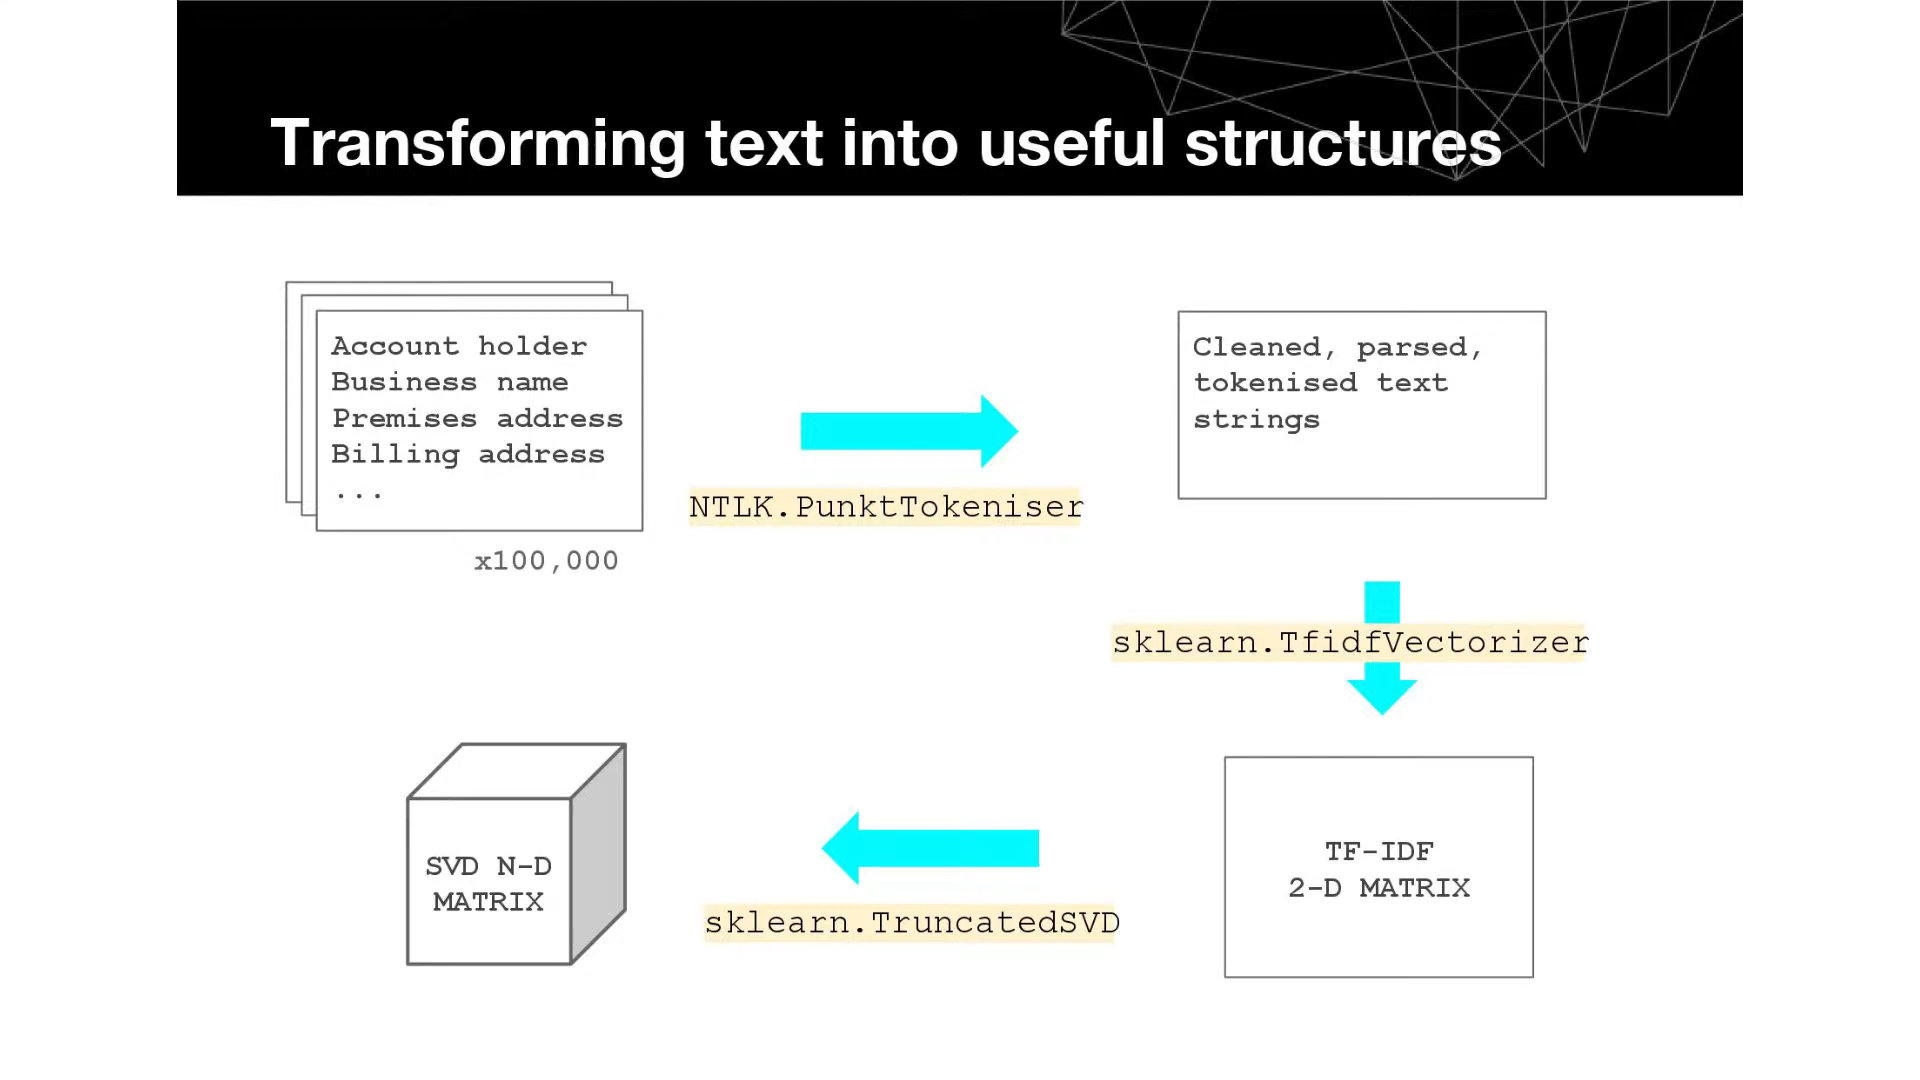 Transforming text into useful structures
Account holder
Business name
Premises address
Billing address
...
x100,000
NTLK.PunktTokeniser
Cleaned, parsed,
tokenised text
strings
sklearn.TfidfVectorizer
TF-IDF
2-D MATRIX
sklearn.TruncatedSVD
SVD N-D
MATRIX